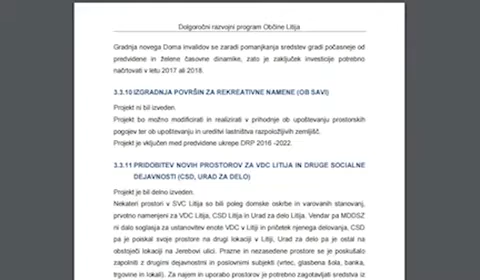 Dolgoročni razvojni program Občine Litija
Gradnja novega Doma invalidov se zaradi pomanjkanja sredstev gradi počasneje od
predvidene in želene časovne dinamike, zato je zaključek investicije potrebno
načrtovati v letu 2017 ali 2018.
3.3.10 IZGRADNJA POVRŠIN ZA REKREATIVNE NAMENE (OB SAVI)
Projekt ni bil izveden.
Projekt bo možno modificirati in realizirati v prihodnje ob upoštevanju prostorskih
pogojev ter ob upoštevanju in ureditvi lastništva razpoložljivih zemljišč.
Projekt je vključen med predvidene ukrepe DRP 2016 -2022.
3.3.11 PRIDOBITEV NOVIH PROSTOROV ZA VDC LITIJA IN DRUGE SOCIALNE
DEJAVNOSTI (CSD, URAD ZA DELO)
Projekt je bil delno izveden.
Nekateri prostori v SVC Litija so bili poleg domske oskrbe in varovanih stanovanj,
prvotno namenjeni za VDC Litija, CSD Litija in Urad za delo Litija. Vendar pa MDDSZ
ni dalo soglasja za ustanovitev enote VDC v Litiji in pričetek njenega delovanja, CSD
pa je poiskal svoje prostore na drugi lokaciji v Litiji, Urad za delo pa je ostal na
obstoječi lokaciji na Jerebovi ulici. Prazne in nezasedene prostore se je poskušalo
zapolniti z drugimi dejavnostmi in poslovnimi subjekti (vrtec, glasbena šola, banka,
trgovine in lokali). Za najem in uporabo prostorov je potrebno zagotavljati sredstva iz